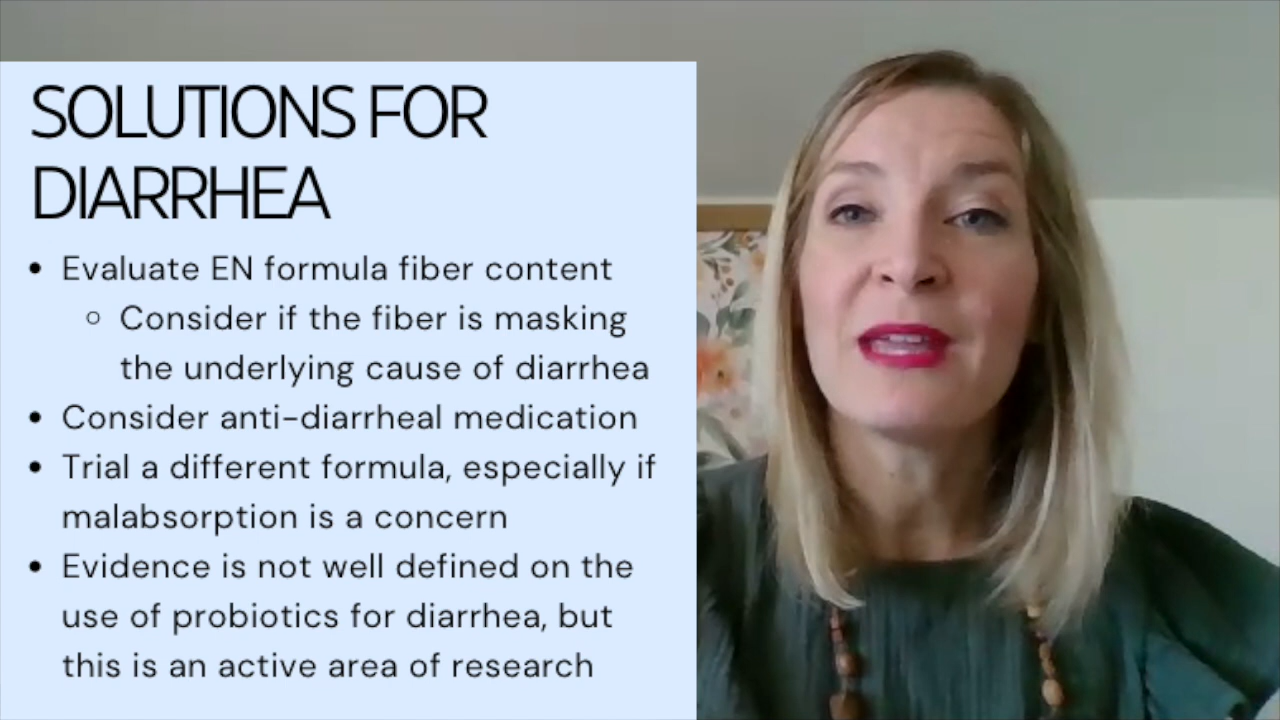 SOLUTIONS FOR
DIARRHEA
• Evaluate EN formula fiber content
◦ Consider if the fiber is masking
the underlying cause of diarrhea
• Consider anti-diarrheal medication
• Trial a different formula, especially if
malabsorption is a concern
• Evidence is not well defined on the
use of probiotics for diarrhea, but
this is an active area of research